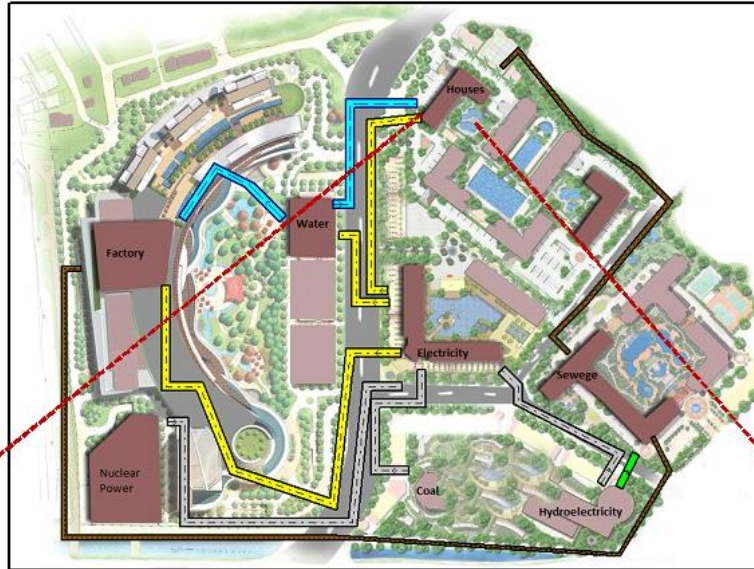 Houses
Water
Factory
Electricity
Sewege
Nuclear
Power
Coal
Hydroelectricity